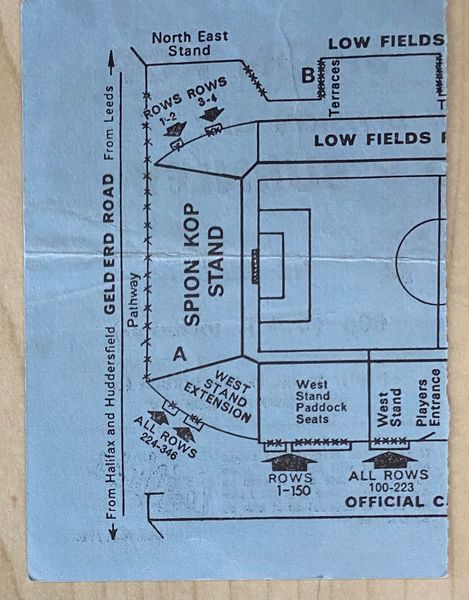 North East
Stand
LOW FIELDS
B
Terraces
T
ROWS
1-2
ROWS
3-4
LOW FIELDS R
From Leeds
GELDERD ROAD
From Halifax and Huddersfield
Pathway
SPION KOP
STAND
A
WEST
STAND
EXTENSION
ALL ROWS
224-346
West
Stand
Paddock
Seats
West
Stand
Players
Entrance
ROWS
1-150
ALL ROWS
100-223
OFFICIAL C